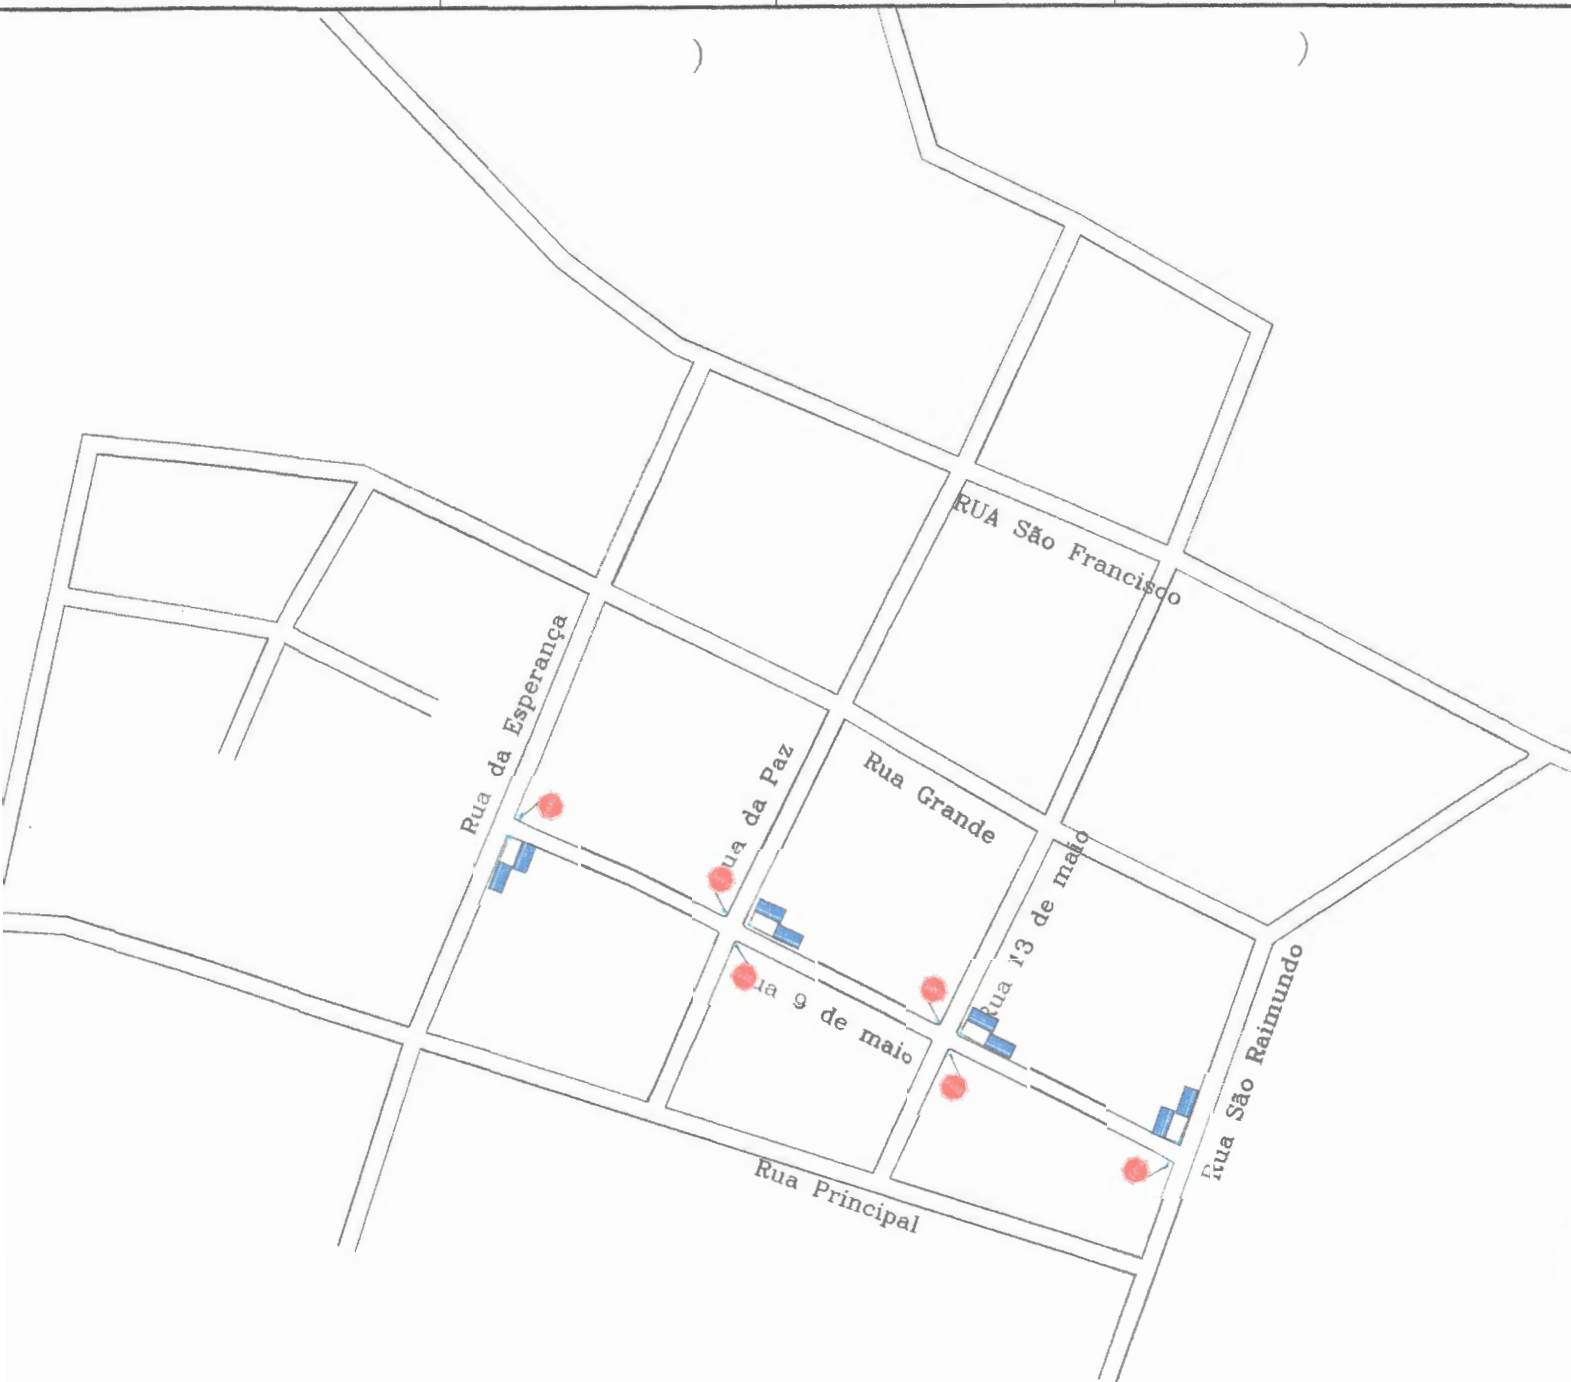 )
)
RUA São Francisco
Rua da Esperança
ua da Paz
Rua Grande
Rua 13 de maio
ua 9 de maio
Rua São Raimundo
Rua Principal